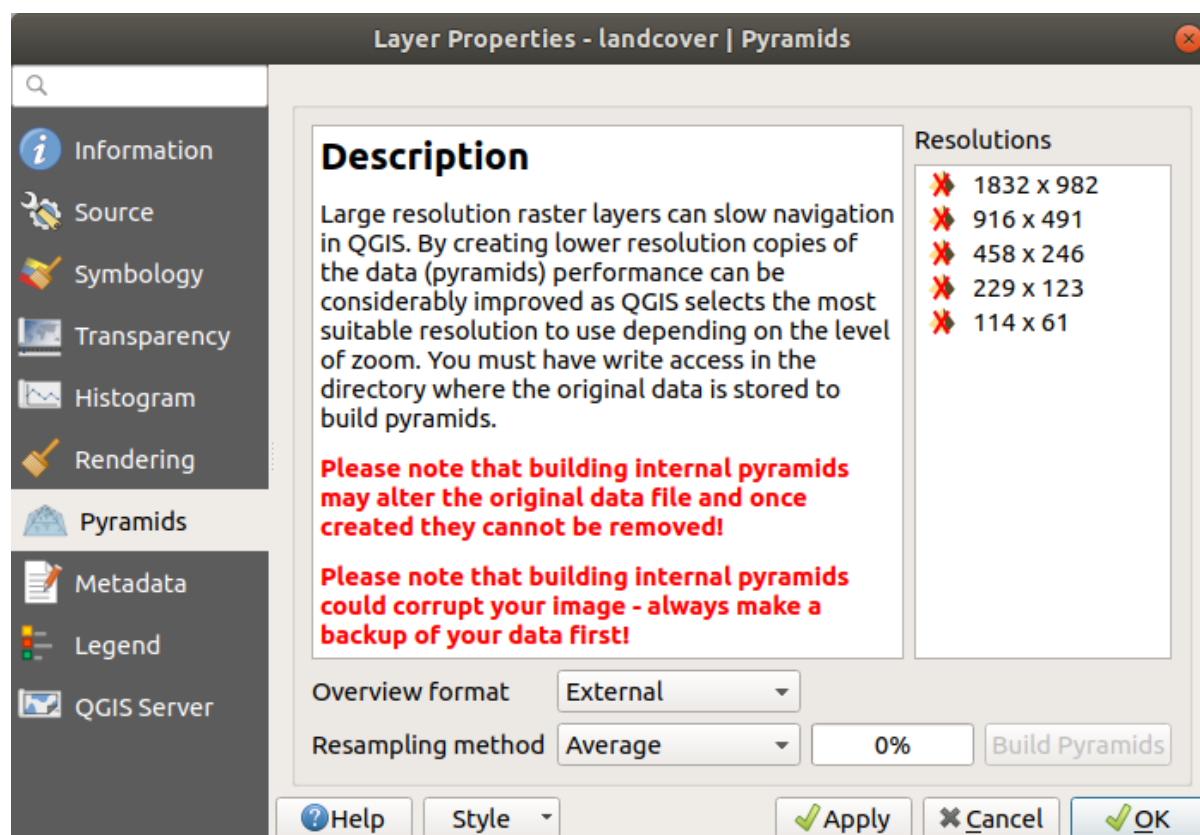 Layer Properties - landcover | Pyramids
Information
Source
Symbology
Transparency
Histogram
Rendering
Pyramids
Metadata
Legend
QGIS Server
Description
Large resolution raster layers can slow navigation
in QGIS. By creating lower resolution copies of
the data (pyramids) performance can be
considerably improved as QGIS selects the most
suitable resolution to use depending on the level
of zoom. You must have write access in the
directory where the original data is stored to
build pyramids.
Please note that building internal pyramids
may alter the original data file and once
created they cannot be removed!
Please note that building internal pyramids
could corrupt your image - always make a
backup of your data first!
Resolutions
1832 x 982
916 x 491
458 x 246
229 x 123
114 x 61
Overview format External
Resampling method Average 0% Build Pyramids
Help Style Apply Cancel OK